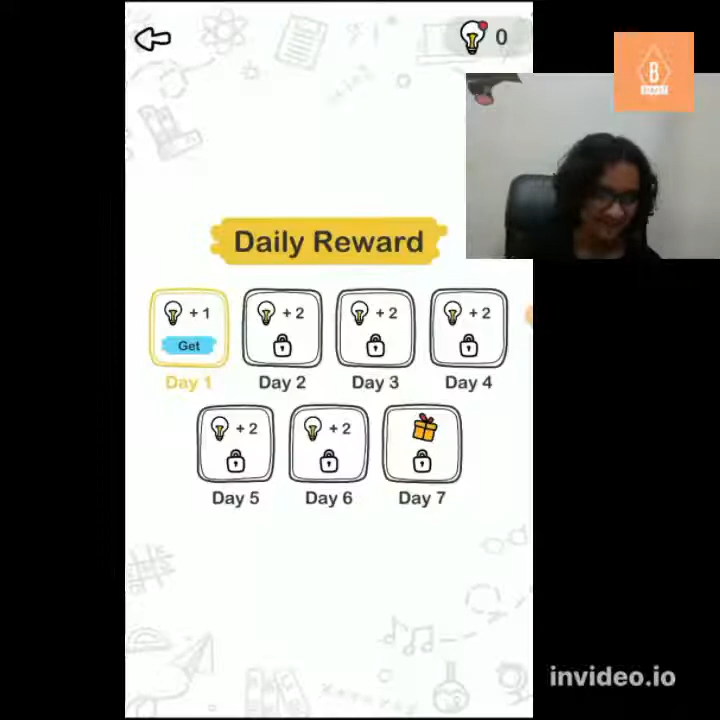 0
B
Daily Reward
+ 1
+ 2
+ 2
+ 2
Get
Day 1
Day 2
Day 3
Day 4
+ 2
+ 2
Day 5
Day 6
Day 7
invideo.io